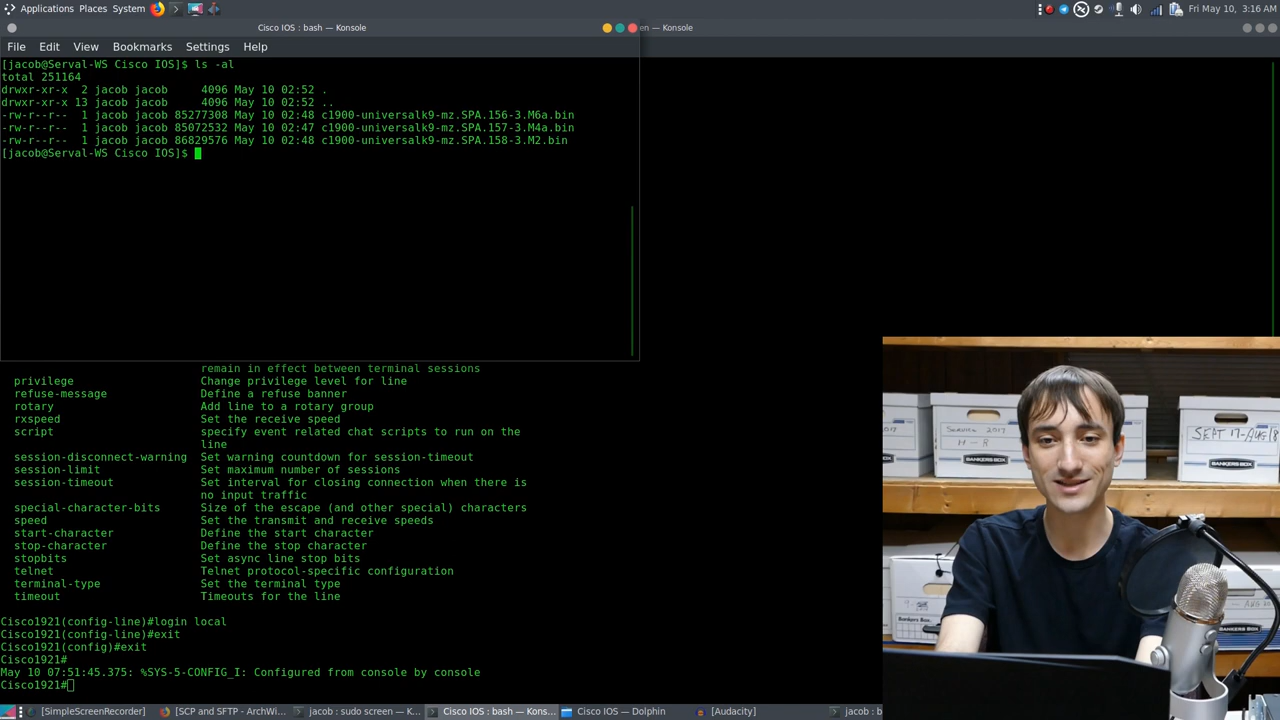 Applications Places System
Fri May 10, 3:16 AM
Cisco IOS : bash — Konsole
en — Konsole
File Edit View Bookmarks Settings Help
[jacob@Serval-WS Cisco IOS]$ ls -al
total 251164
drwxr-xr-x  2 jacob jacob     4096 May 10 02:52 .
drwxr-xr-x 13 jacob jacob     4096 May 10 02:52 ..
-rw-r--r--  1 jacob jacob 85277308 May 10 02:48 c1900-universalk9-mz.SPA.156-3.M6a.bin
-rw-r--r--  1 jacob jacob 85072532 May 10 02:47 c1900-universalk9-mz.SPA.157-3.M4a.bin
-rw-r--r--  1 jacob jacob 86829576 May 10 02:48 c1900-universalk9-mz.SPA.158-3.M2.bin
[jacob@Serval-WS Cisco IOS]$
remain in effect between terminal sessions
privilege Change privilege level for line
refuse-message Define a refuse banner
rotary Add line to a rotary group
rxspeed Set the receive speed
script specify event related chat scripts to run on the
line
session-disconnect-warning Set warning countdown for session-timeout
session-limit Set maximum number of sessions
session-timeout Set interval for closing connection when there is
no input traffic
special-character-bits Size of the escape (and other special) characters
speed Set the transmit and receive speeds
start-character Define the start character
stop-character Define the stop character
stopbits Set async line stop bits
telnet Telnet protocol-specific configuration
terminal-type Set the terminal type
timeout Timeouts for the line
Cisco1921(config-line)#login local
Cisco1921(config-line)#exit
Cisco1921(config)#exit
Cisco1921#
May 10 07:51:45.375: %SYS-5-CONFIG_I: Configured from console by console
Cisco1921#
H - R
BANKERS BOX
SEPT 17-AUG 18
BANKERS BOX
[SimpleScreenRecorder] [SCP and SFTP - ArchWi... jacob : sudo screen — K... Cisco IOS : bash — Kons... Cisco IOS — Dolphin [Audacity] jacob : b